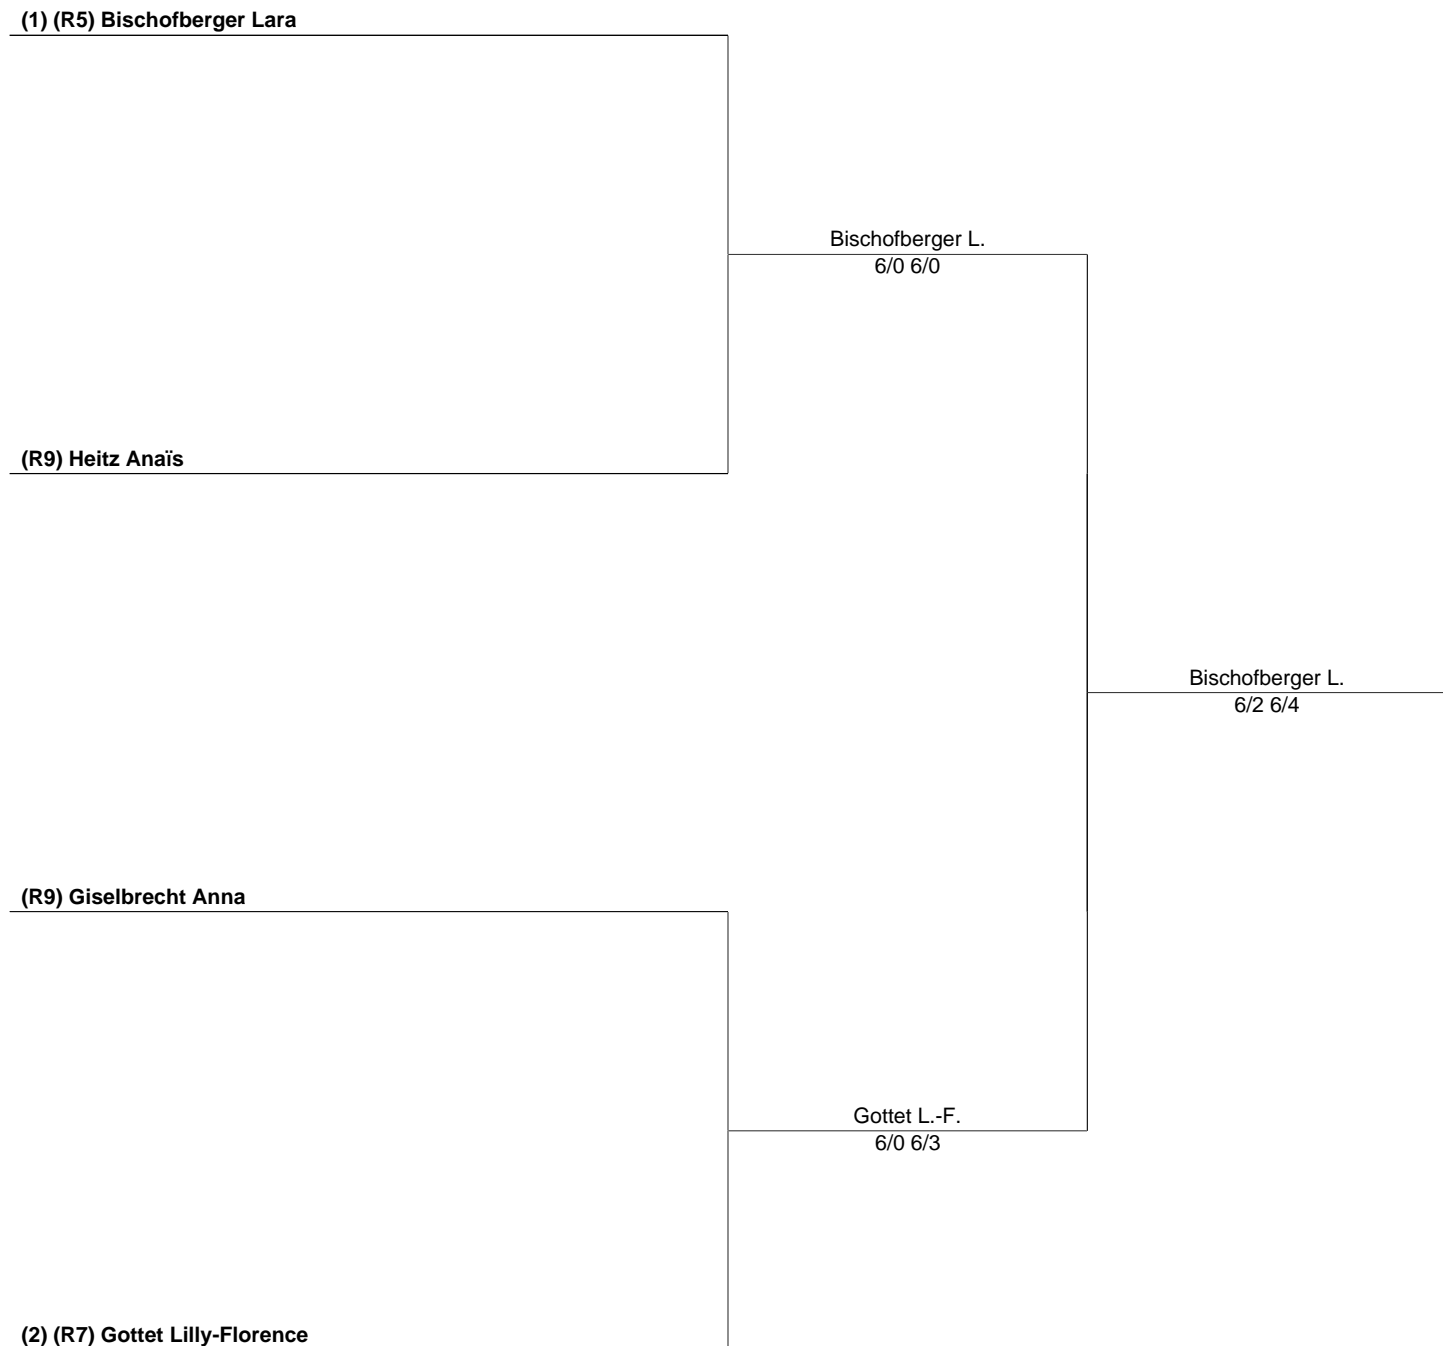 (1) (R5) Bischofberger Lara
Bischofberger L.
6/0 6/0
(R9) Heitz Anaïs
Bischofberger L.
6/2 6/4
(R9) Giselbrecht Anna
Gottet L.-F.
6/0 6/3
(2) (R7) Gottet Lilly-Florence